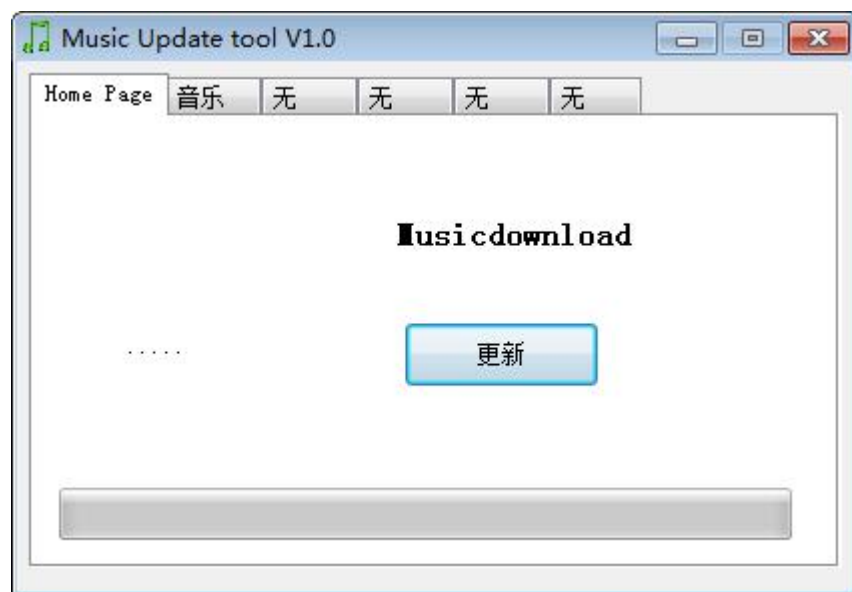 Music Update tool V1.0
Home Page 音乐 无 无 无 无
Musicdownload
..... 更新